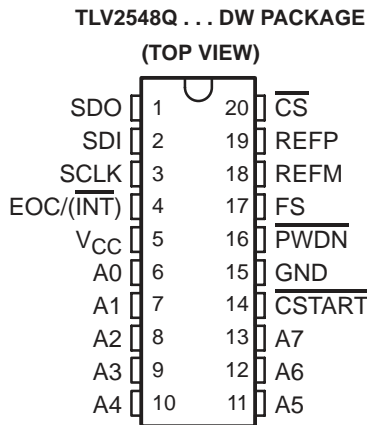 TLV2548Q . . . DW PACKAGE
(TOP VIEW)
SDO 1 20 CS
SDI 2 19 REFP
SCLK 3 18 REFM
EOC/(INT) 4 17 FS
VCC 5 16 PWDN
A0 6 15 GND
A1 7 14 CSTART
A2 8 13 A7
A3 9 12 A6
A4 10 11 A5